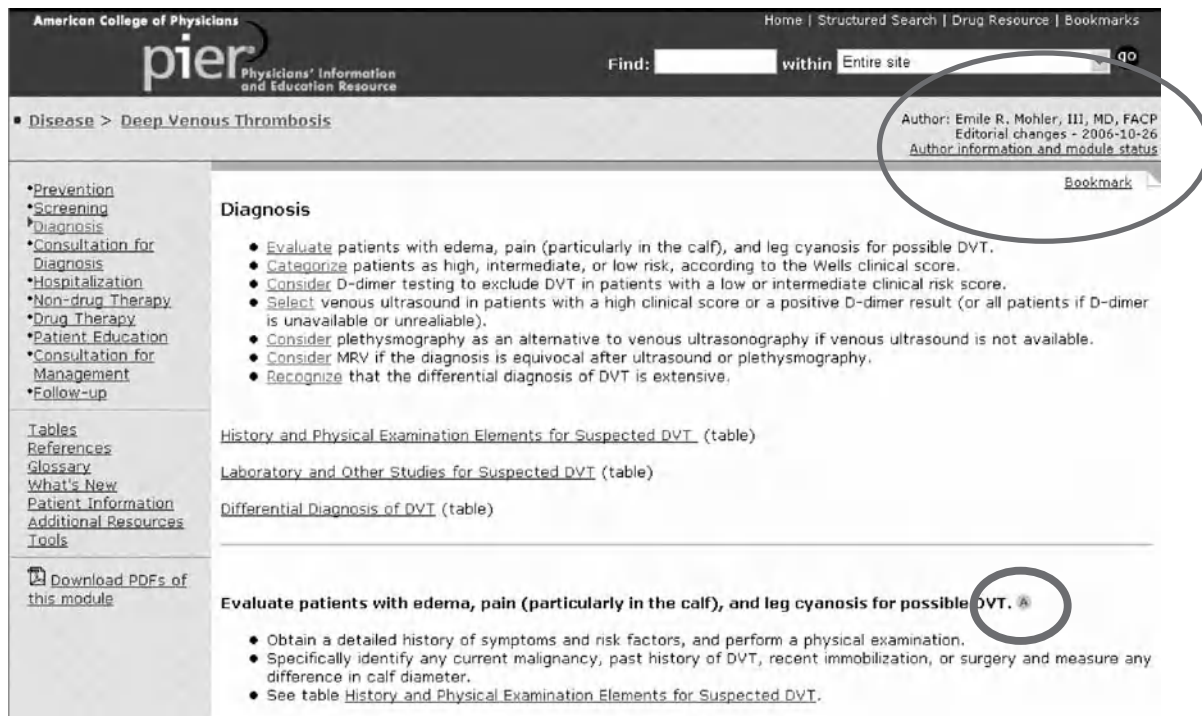 American College of Physicians
Home | Structured Search | Drug Resource | Bookmarks
pier
Physicians' Information
and Education Resource
Find:
within Entire site
go
Disease > Deep Venous Thrombosis
Author: Emile R. Mohler, III, MD, FACP
Editorial changes - 2006-10-26
Author information and module status
Bookmark
•Prevention
•Screening
Diagnosis
•Consultation for
Diagnosis
•Hospitalization
•Non-drug Therapy
•Drug Therapy
•Patient Education
•Consultation for
Management
•Follow-up
Tables
References
Glossary
What's New
Patient Information
Additional Resources
Tools
Download PDFs of
this module
Diagnosis
• Evaluate patients with edema, pain (particularly in the calf), and leg cyanosis for possible DVT.
• Categorize patients as high, intermediate, or low risk, according to the Wells clinical score.
• Consider D-dimer testing to exclude DVT in patients with a low or intermediate clinical risk score.
• Select venous ultrasound in patients with a high clinical score or a positive D-dimer result (or all patients if D-dimer
is unavailable or unrealiable).
• Consider plethysmography as an alternative to venous ultrasonography if venous ultrasound is not available.
• Consider MRV if the diagnosis is equivocal after ultrasound or plethysmography.
• Recognize that the differential diagnosis of DVT is extensive.
History and Physical Examination Elements for Suspected DVT (table)
Laboratory and Other Studies for Suspected DVT (table)
Differential Diagnosis of DVT (table)
Evaluate patients with edema, pain (particularly in the calf), and leg cyanosis for possible DVT. A
• Obtain a detailed history of symptoms and risk factors, and perform a physical examination.
• Specifically identify any current malignancy, past history of DVT, recent immobilization, or surgery and measure any
difference in calf diameter.
• See table History and Physical Examination Elements for Suspected DVT.